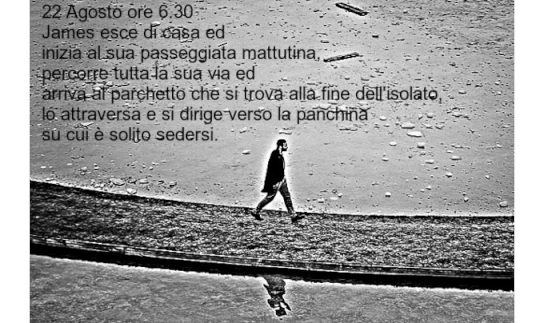 22 Agosto ore 6.30
James esce di casa ed
inizia al sua passeggiata mattutina,
percorre tutta la sua via ed
arriva al parchetto che si trova alla fine dell'isolato,
lo attraversa e si dirige verso la panchina
su cui è solito sedersi.